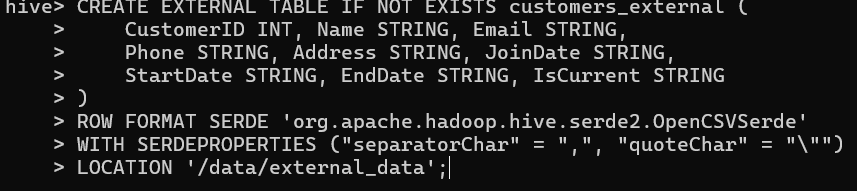 hive> CREATE EXTERNAL TABLE IF NOT EXISTS customers_external (
    >     CustomerID INT, Name STRING, Email STRING,
    >     Phone STRING, Address STRING, JoinDate STRING,
    >     StartDate STRING, EndDate STRING, IsCurrent STRING
    > )
    > ROW FORMAT SERDE 'org.apache.hadoop.hive.serde2.OpenCSVSerde'
    > WITH SERDEPROPERTIES ("separatorChar" = ",", "quoteChar" = "\"")
    > LOCATION '/data/external_data';